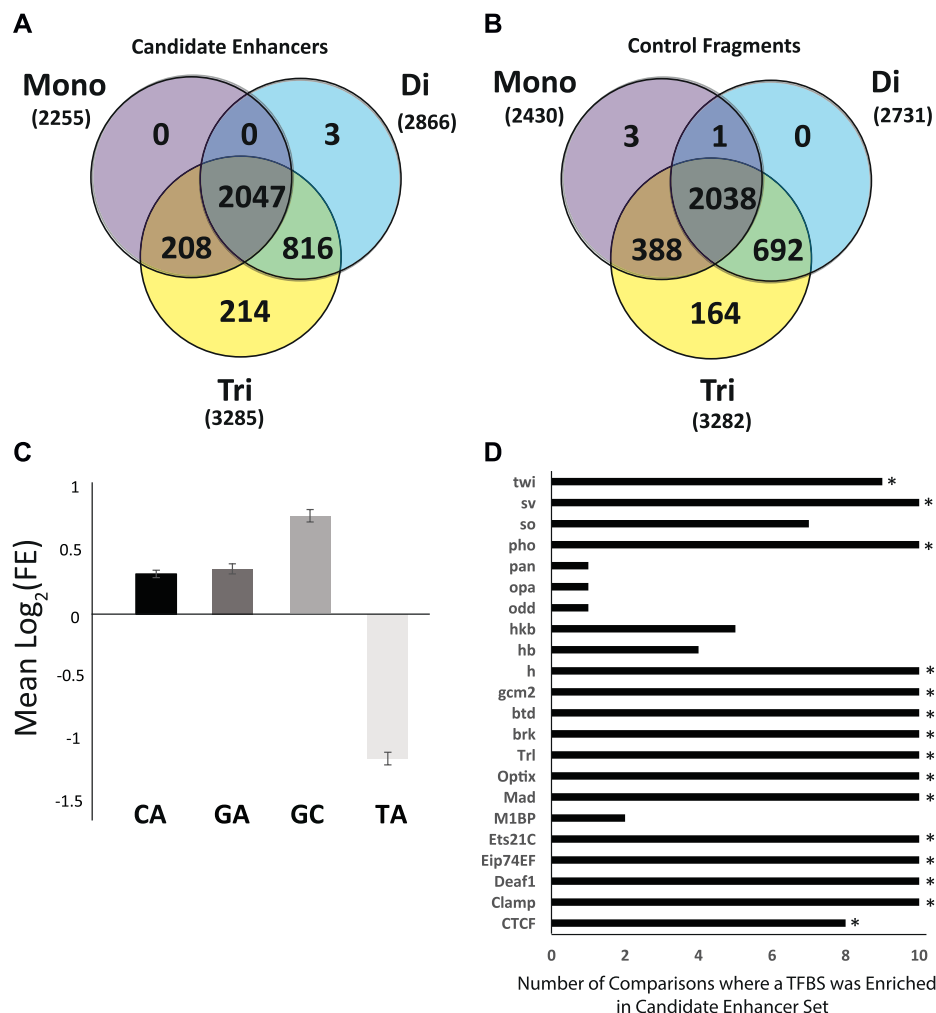 A
Candidate Enhancers
Mono
(2255)
Di
(2866)
0
0
3
2047
208
816
214
Tri
(3285)
B
Control Fragments
Mono
(2430)
Di
(2731)
3
1
0
2038
388
692
164
Tri
(3282)
C
Mean Log2(FE)
1
0.5
0
-0.5
-1
-1.5
CA GA GC TA
D
twi *
sv *
so
pho *
pan
opa
odd
hkb
hb
h *
gcm2 *
btd *
brk *
Trl *
Optix *
Mad *
M1BP
Ets21C *
Eip74EF *
Deaf1 *
Clamp *
CTCF *
0 2 4 6 8 10
Number of Comparisons where a TFBS was Enriched
in Candidate Enhancer Set